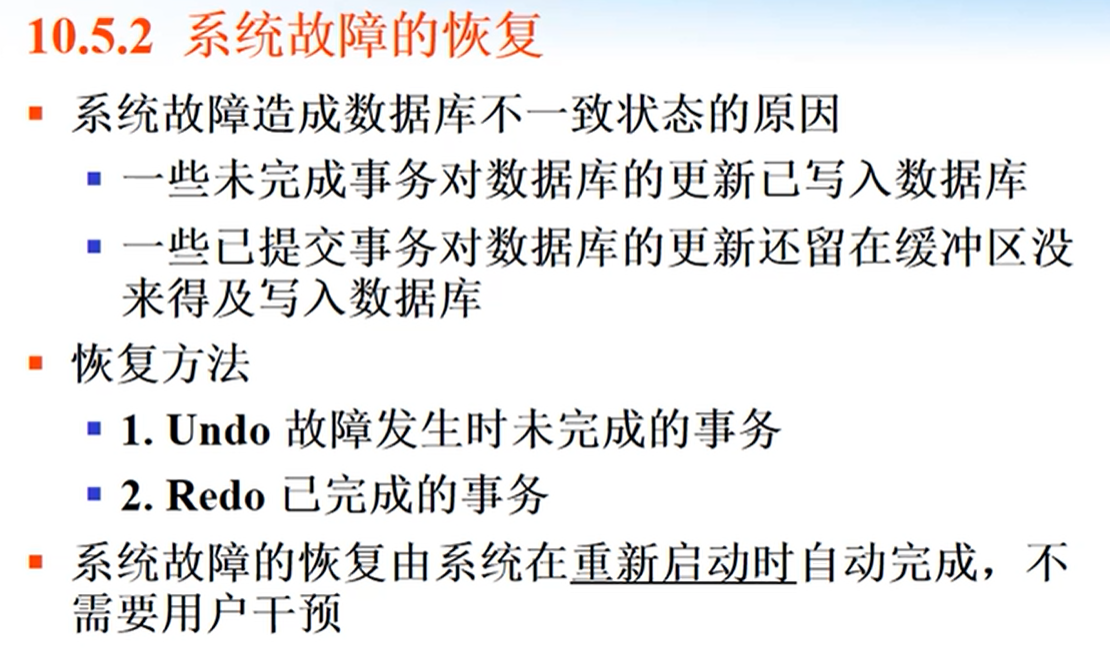 10.5.2 系统故障的恢复
系统故障造成数据库不一致状态的原因
一些未完成事务对数据库的更新已写入数据库
一些已提交事务对数据库的更新还留在缓冲区没
来得及写入数据库
恢复方法
1. Undo 故障发生时未完成的事务
2. Redo 已完成的事务
系统故障的恢复由系统在重新启动时自动完成，不
需要用户干预